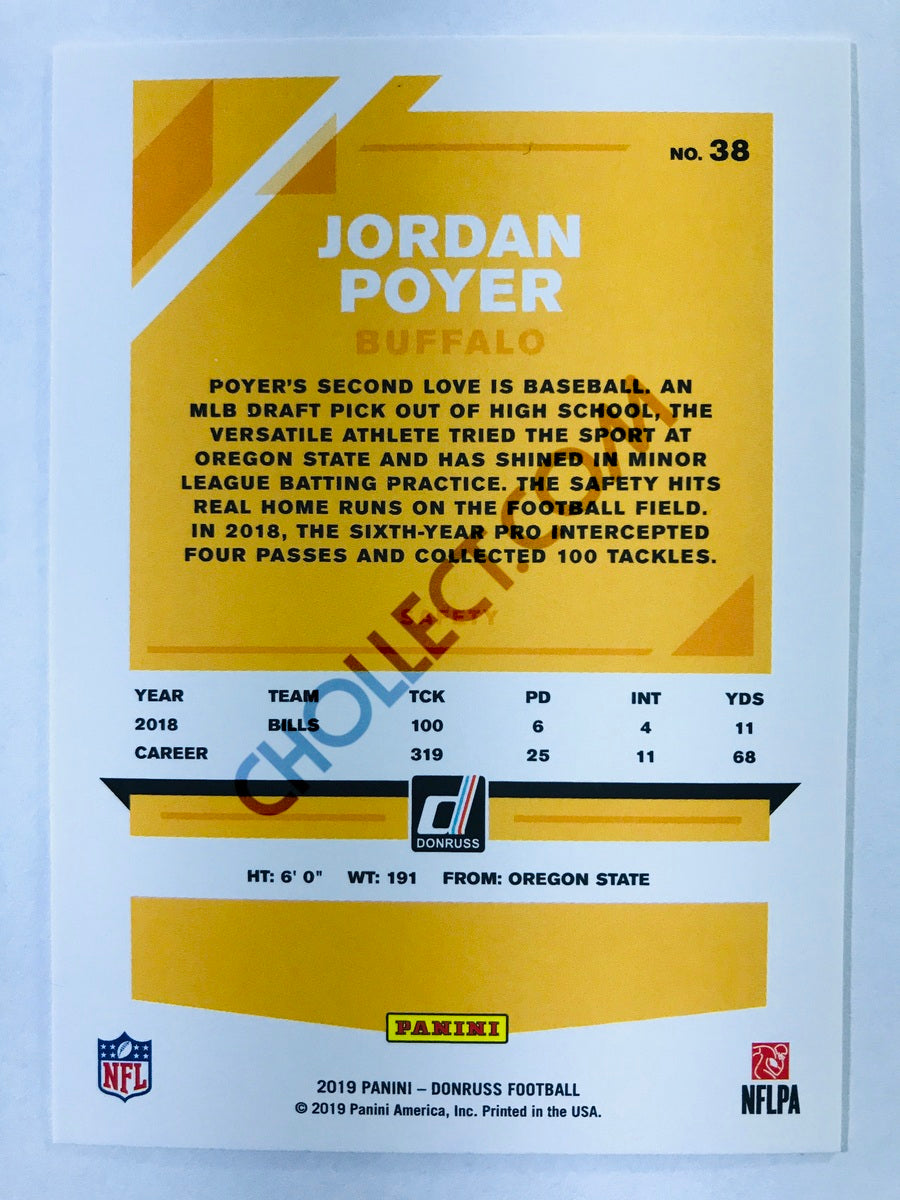 NO. 38
JORDAN
POYER
BUFFALO
POYER'S SECOND LOVE IS BASEBALL. AN
MLB DRAFT PICK OUT OF HIGH SCHOOL, THE
VERSATILE ATHLETE TRIED THE SPORT AT
OREGON STATE AND HAS SHINED IN MINOR
LEAGUE BATTING PRACTICE. THE SAFETY HITS
REAL HOME RUNS ON THE FOOTBALL FIELD.
IN 2018, THE SIXTH-YEAR PRO INTERCEPTED
FOUR PASSES AND COLLECTED 100 TACKLES.
SAFETY
CHOLLECT.COM
YEAR TEAM TCK PD INT YDS
2018 BILLS 100 6 4 11
CAREER 319 25 11 68
d
DONRUSS
HT: 6' 0" WT: 191 FROM: OREGON STATE
PANINI
NFL
2019 PANINI – DONRUSS FOOTBALL
© 2019 Panini America, Inc. Printed in the USA.
NFLPA